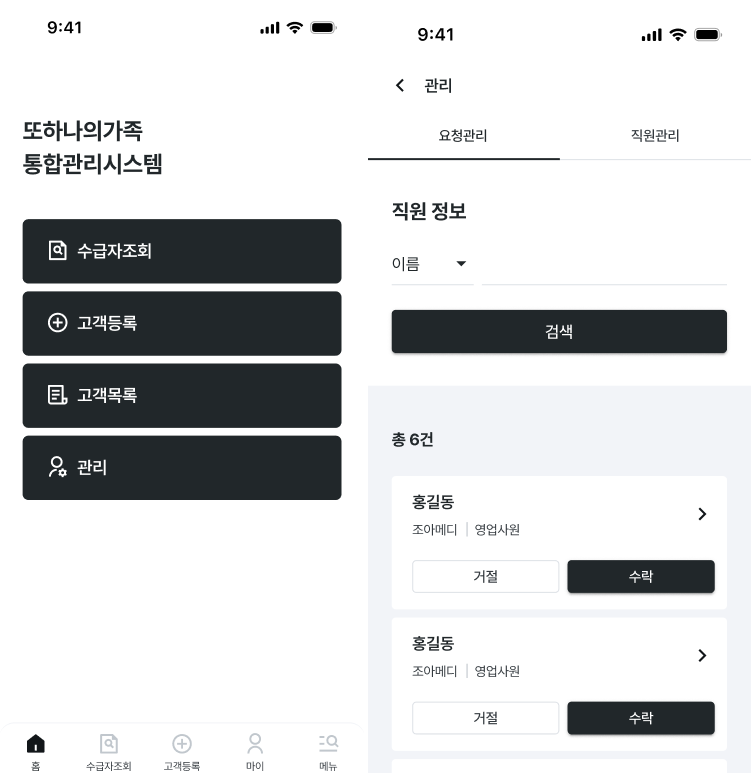 9:41
또하나의가족
통합관리시스템
수급자조회
고객등록
고객목록
관리
홈
수급자조회
고객등록
마이
메뉴
9:41
관리
요청관리 직원관리
직원 정보
이름
검색
총 6건
홍길동
조아메디 | 영업사원
거절 수락
홍길동
조아메디 | 영업사원
거절 수락